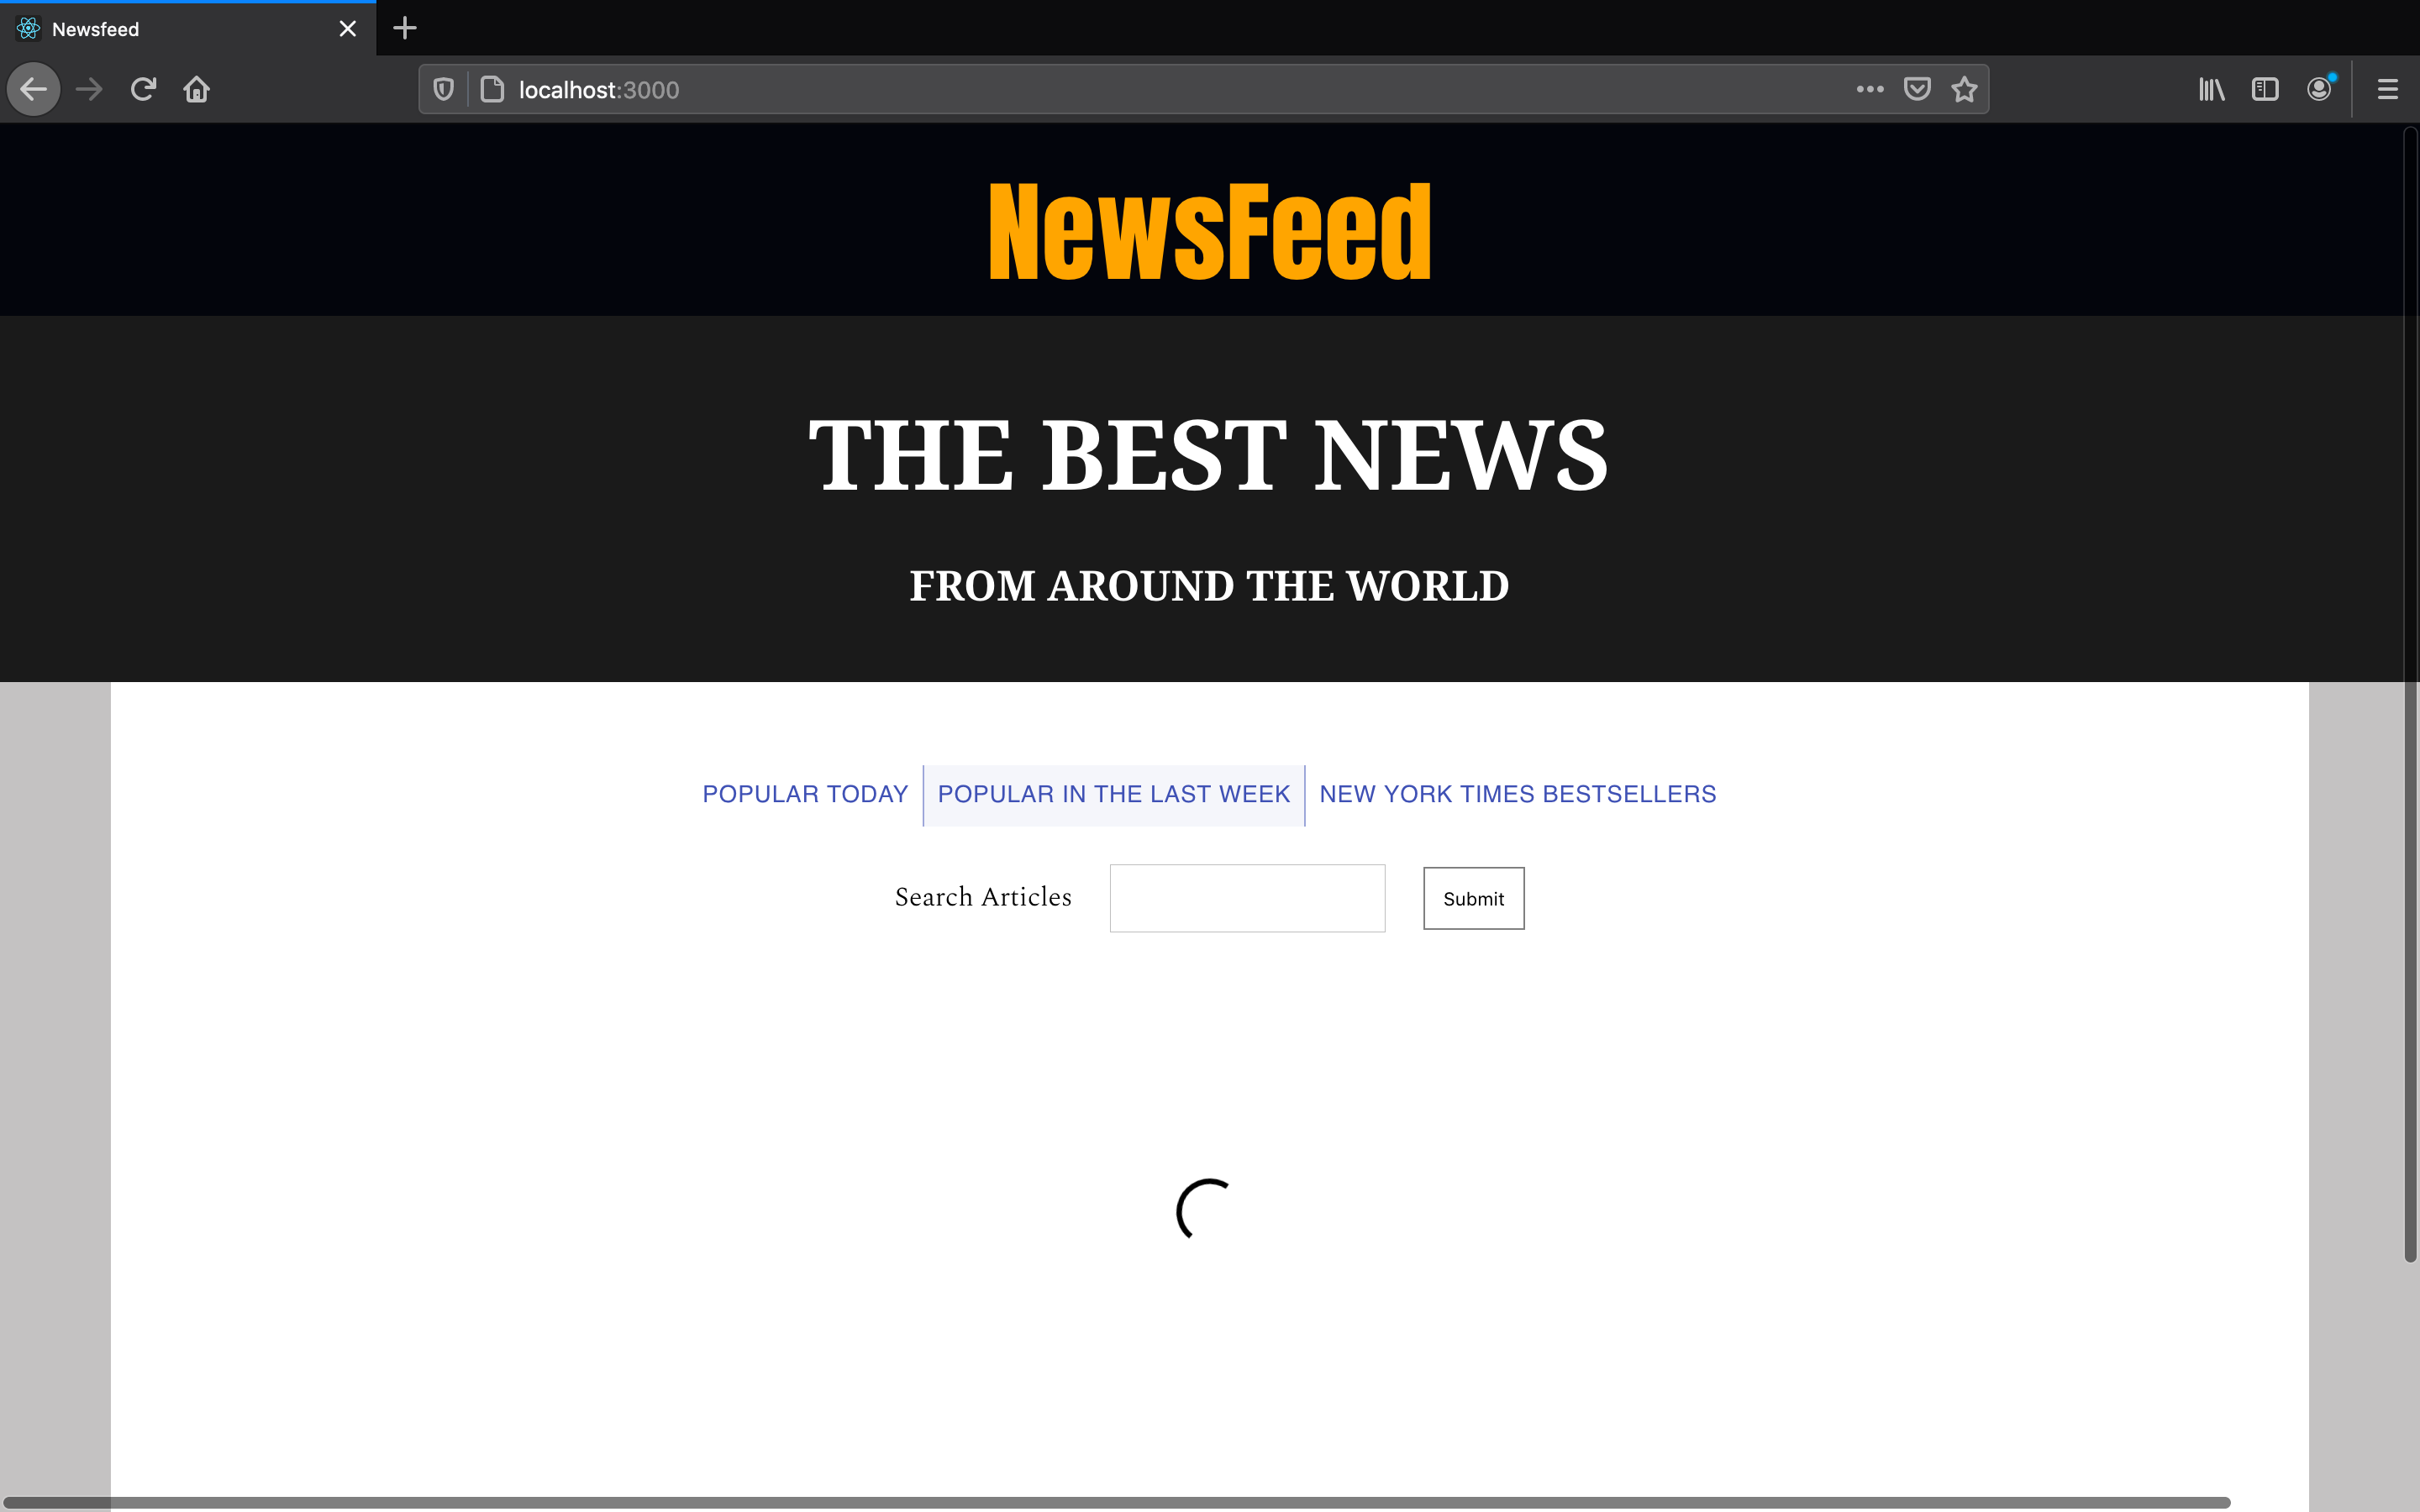 Newsfeed
localhost:3000
NewsFeed
THE BEST NEWS
FROM AROUND THE WORLD
POPULAR TODAY POPULAR IN THE LAST WEEK NEW YORK TIMES BESTSELLERS
Search Articles Submit